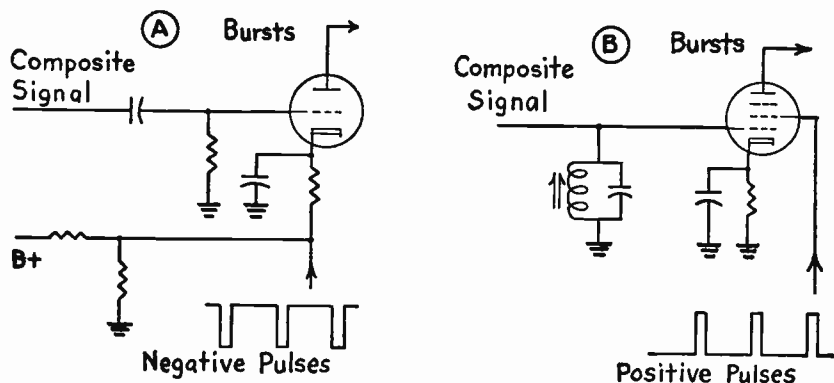 A Bursts
Composite
Signal
B+
Negative Pulses
B Bursts
Composite
Signal
Positive Pulses